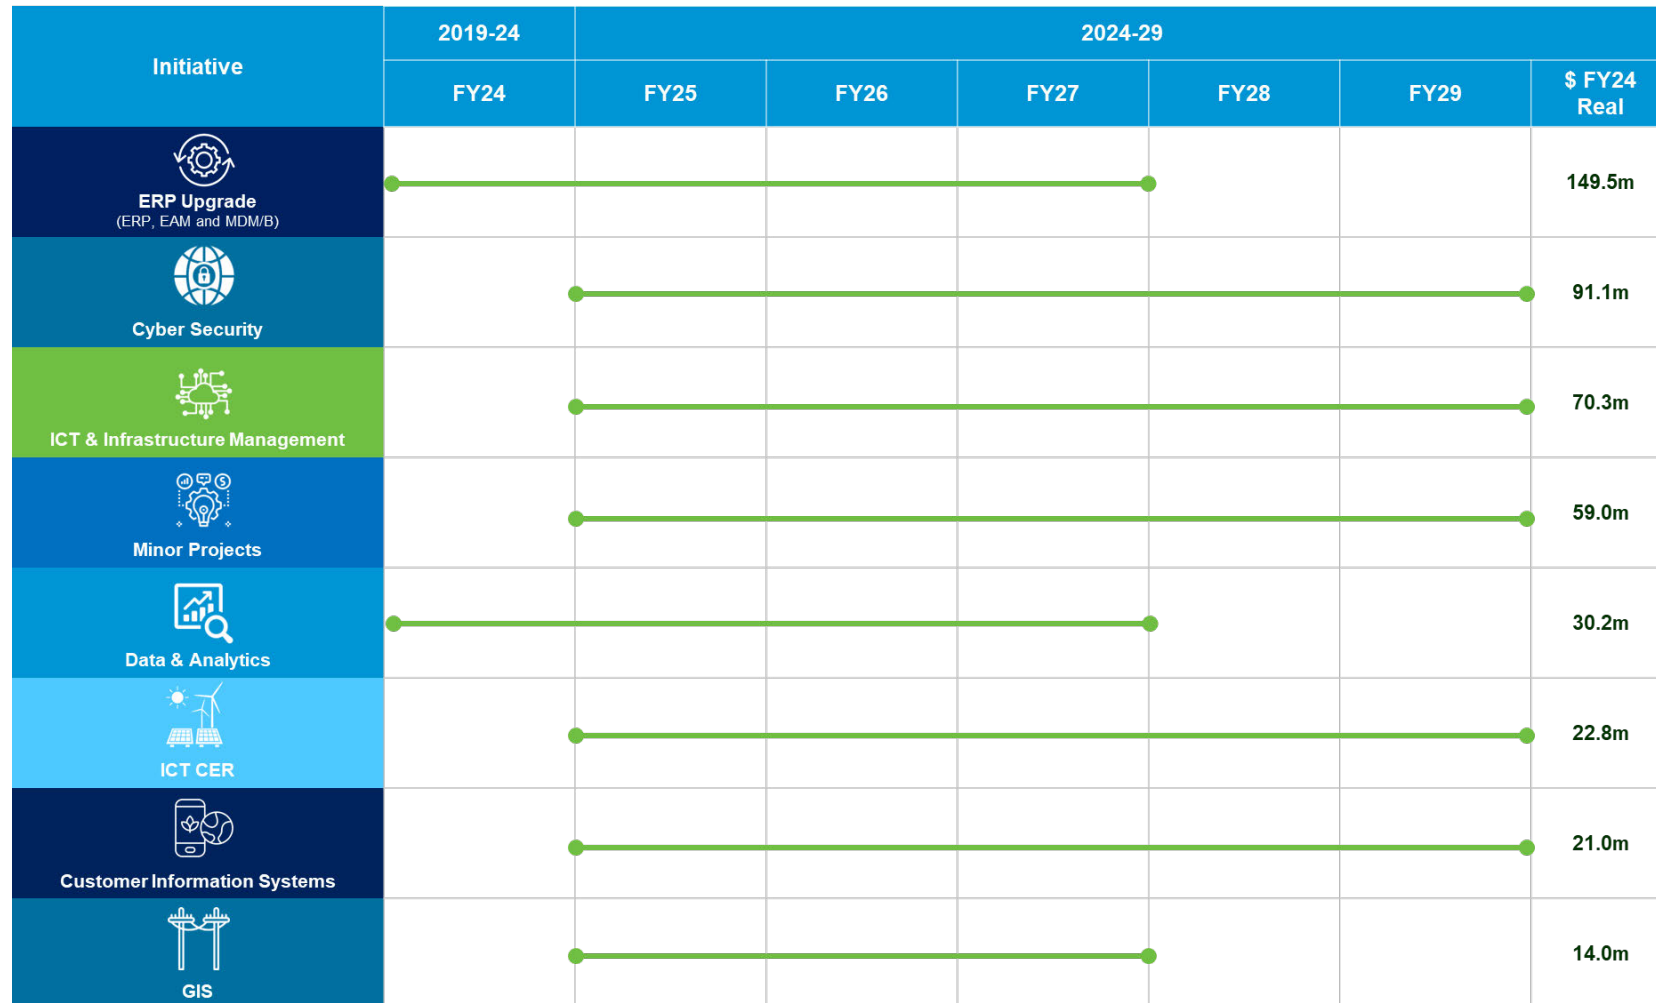 Initiative
2019-24
2024-29
FY24
FY25
FY26
FY27
FY28
FY29
$ FY24
Real
ERP Upgrade
(ERP, EAM and MDM/B)
149.5m
Cyber Security
91.1m
ICT & Infrastructure Management
70.3m
Minor Projects
59.0m
Data & Analytics
30.2m
ICT CER
22.8m
Customer Information Systems
21.0m
GIS
14.0m